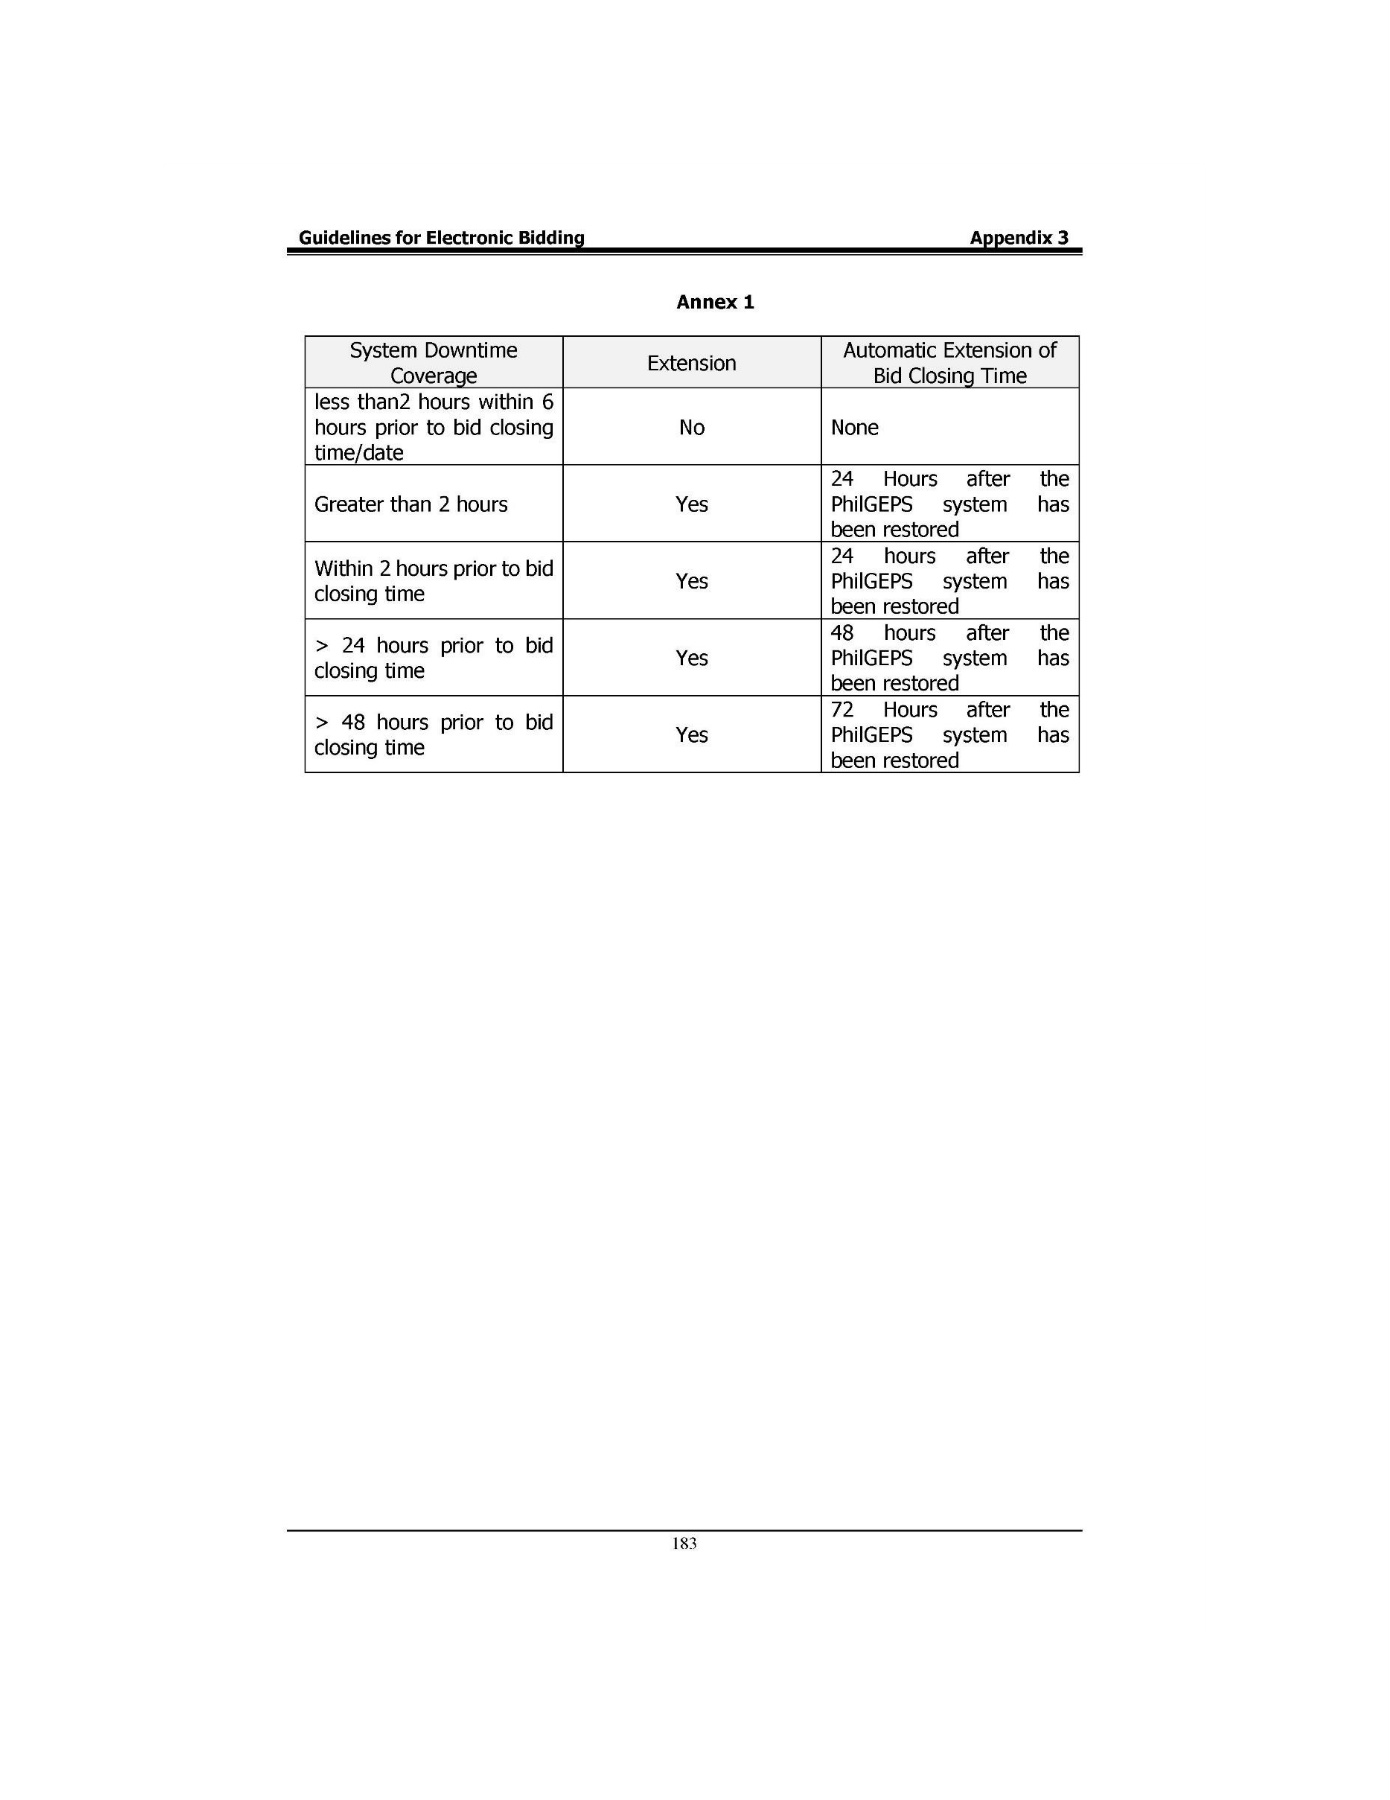 Guidelines for Electronic Bidding Appendix 3
Annex 1
System Downtime
Coverage
Extension
Automatic Extension of
Bid Closing Time
less than2 hours within 6
hours prior to bid closing
time/date
No
None
Greater than 2 hours
Yes
24 Hours after the
PhilGEPS system has
been restored
Within 2 hours prior to bid
closing time
Yes
24 hours after the
PhilGEPS system has
been restored
> 24 hours prior to bid
closing time
Yes
48 hours after the
PhilGEPS system has
been restored
> 48 hours prior to bid
closing time
Yes
72 Hours after the
PhilGEPS system has
been restored
183